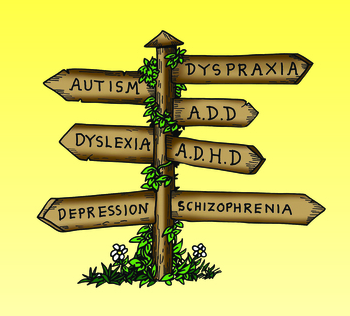 AUTISM
DYSPRAXIA
A.D.D
DYSLEXIA
A.D.H.D
DEPRESSION
SCHIZOPHRENIA